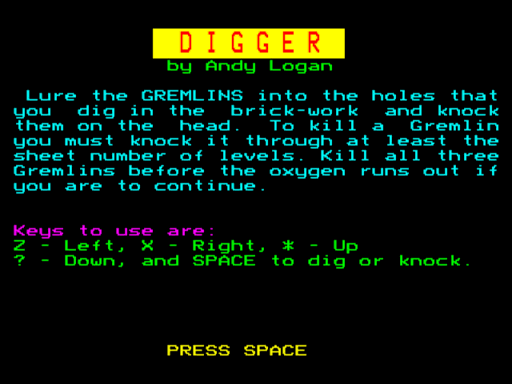 DIGGER
by Andy Logan
Lure the GREMLINS into the holes that
you dig in the brick-work and knock
them on the head. To kill a Gremlin
you must knock it through at least the
sheet number of levels. Kill all three
Gremlins before the oxygen runs out if
you are to continue.
Keys to use are:
Z - Left, X - Right, * - Up
? - Down, and SPACE to dig or knock.
PRESS SPACE